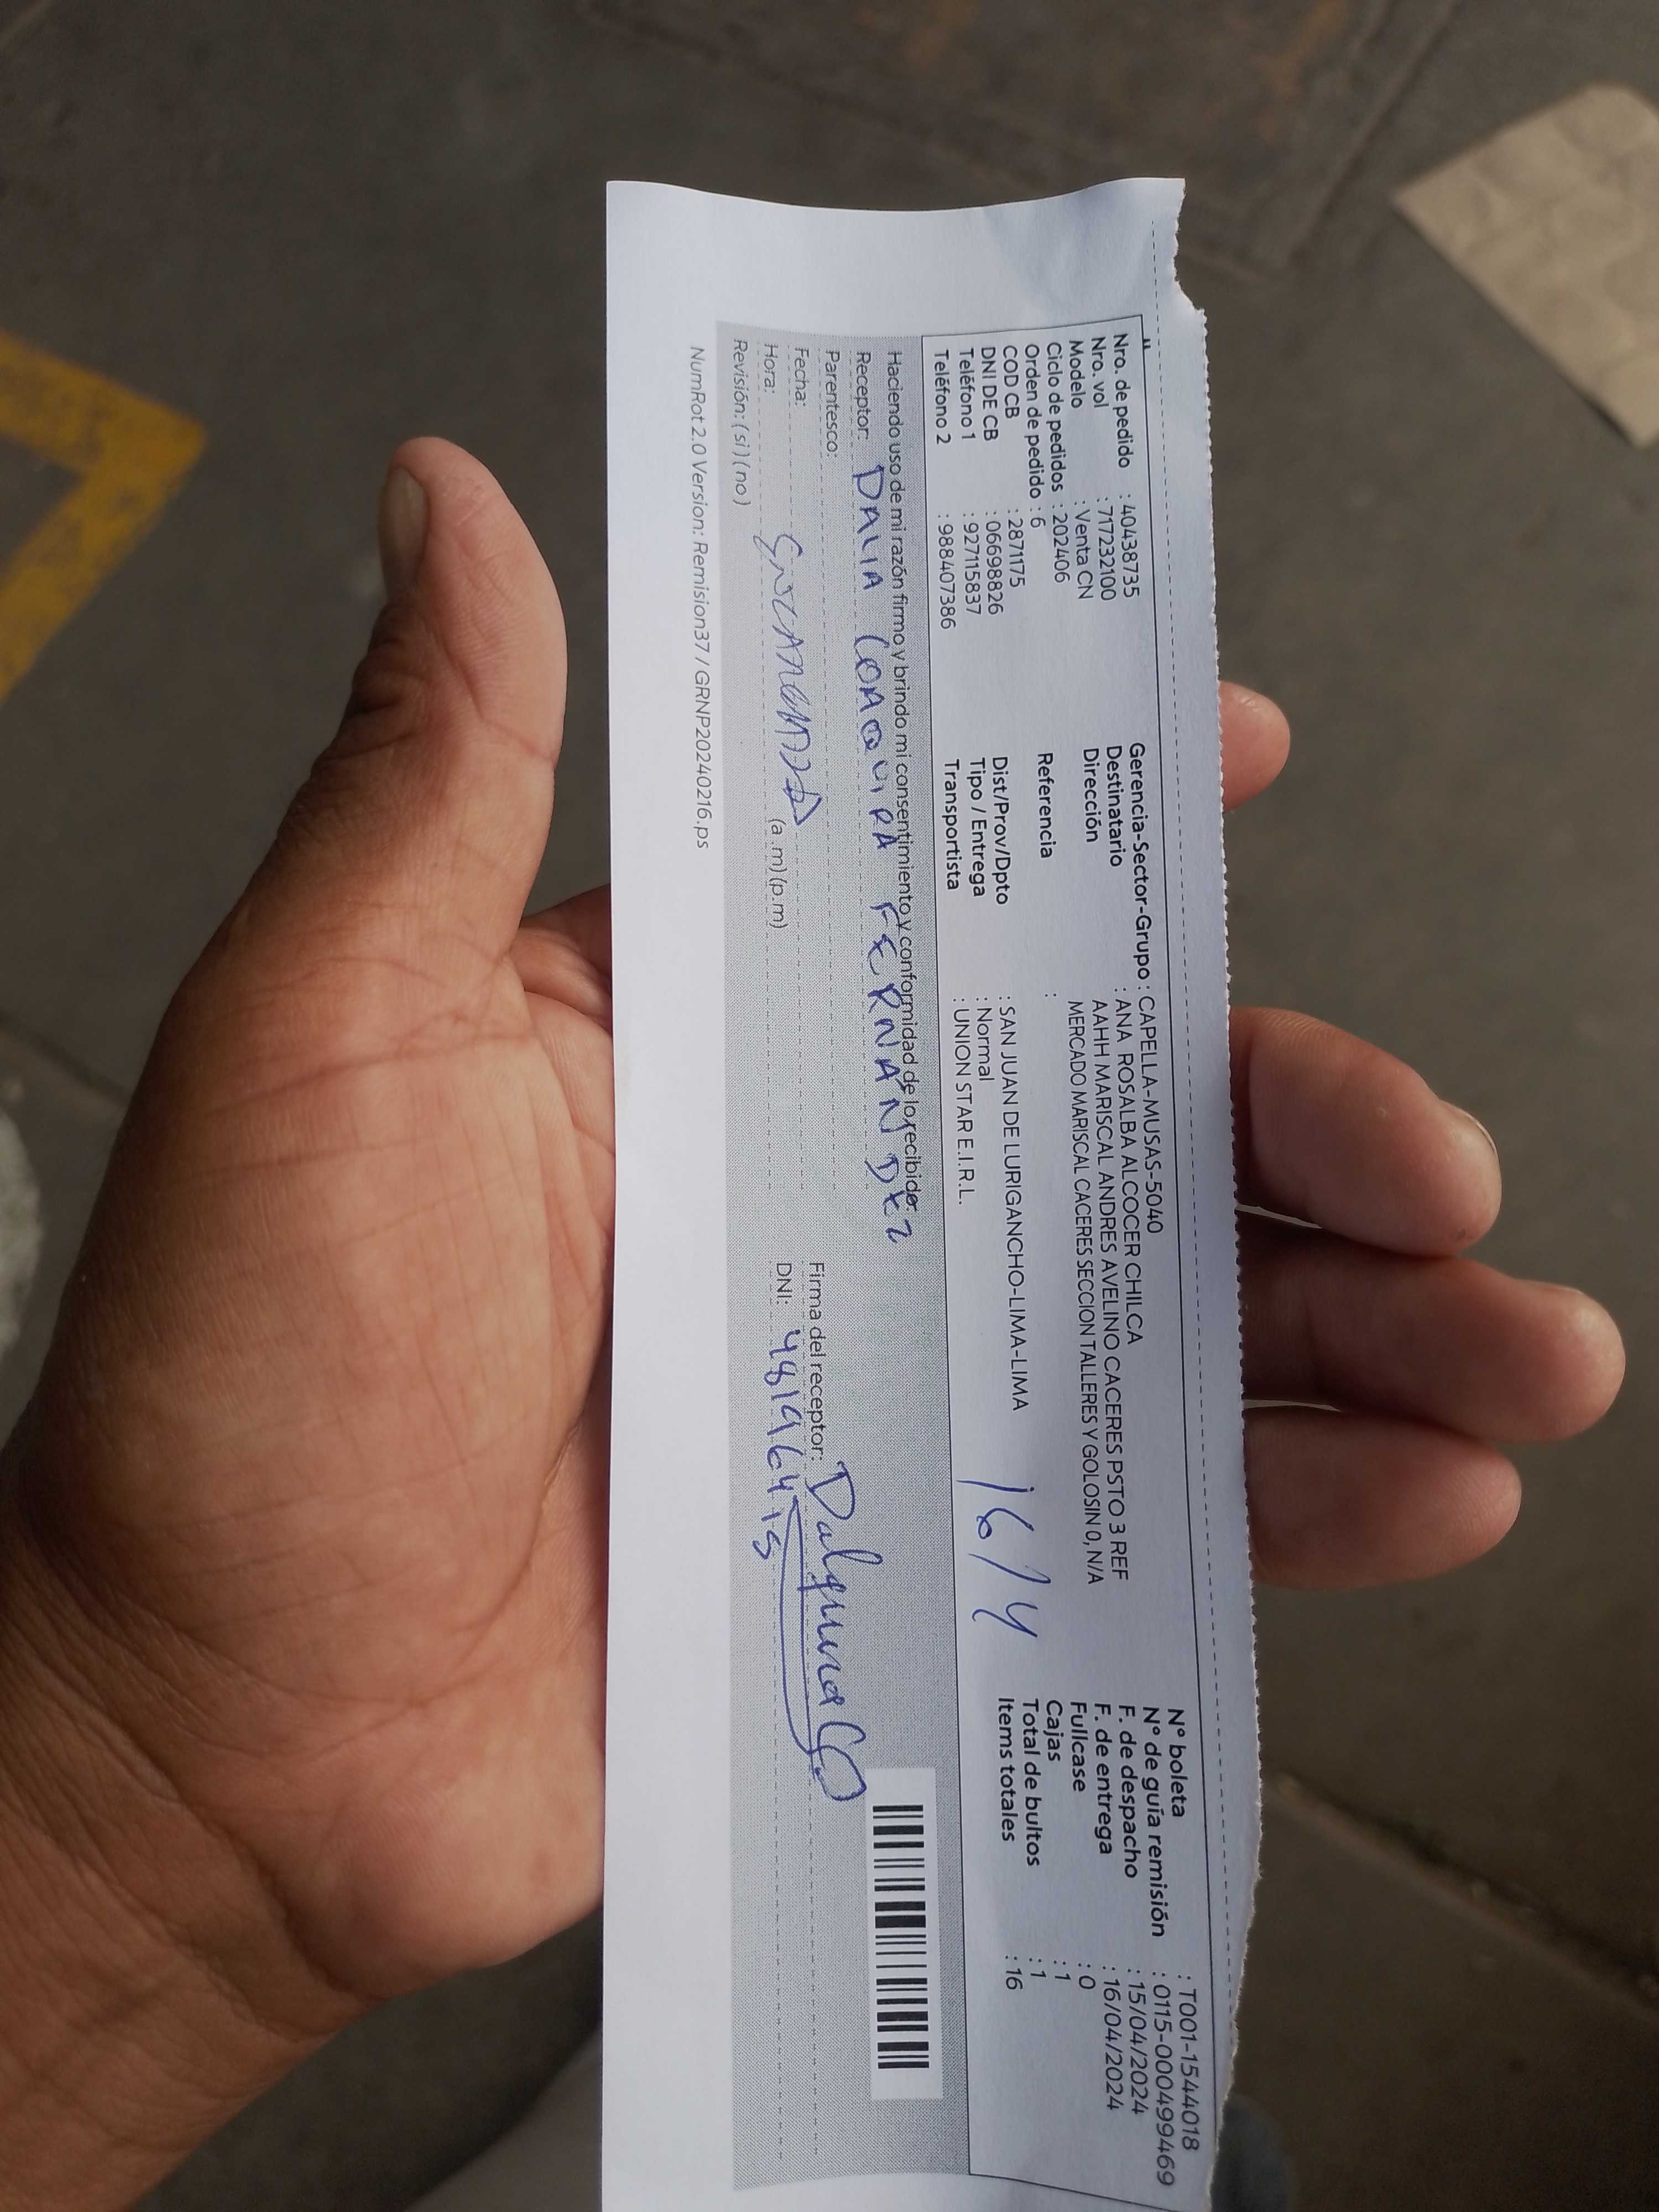 Nro. de pedido : 40438735
Nro. vol : 717232100
Modelo : Venta CN
Ciclo de pedidos : 202406
Orden de pedido : 6
COD CB : 2871175
DNI DE CB : 06698826
Teléfono 1 : 927115837
Teléfono 2 : 988407386
Gerencia-Sector-Grupo : CAPELLA-MUSAS-5040
Destinatario : ANA ROSALBA ALCOCER CHILCA
Dirección AAHH MARISCAL ANDRES AVELINO CACERES PSTO 3 REF
MERCADO MARISCAL CACERES SECCION TALLERES Y GOLOSIN 0, N/A
Referencia :
Dist/Prov/Dpto : SAN JUAN DE LURIGANCHO-LIMA-LIMA
Tipo / Entrega : Normal
Transportista : UNION STAR E.I.R.L.
16/4
N° boleta : T001-1544018
N° de guía remisión : 0115-000499469
F. de despacho : 15/04/2024
F. de entrega : 16/04/2024
Fullcase : 0
Cajas : 1
Total de bultos : 1
Items totales : 16
Haciendo uso de mi razón firmo y brindo mi consentimiento y conformidad de lo recibido.
Receptor: DALIA COAQUIRA FERNANDEZ
Parentesco:
Fecha:
Hora: (a.m) (p.m)
Revisión: (si) (no)
Firma del receptor:
DNI: 48196415
NumRot 2.0 Version: Remision37 / GRNP20240216.ps